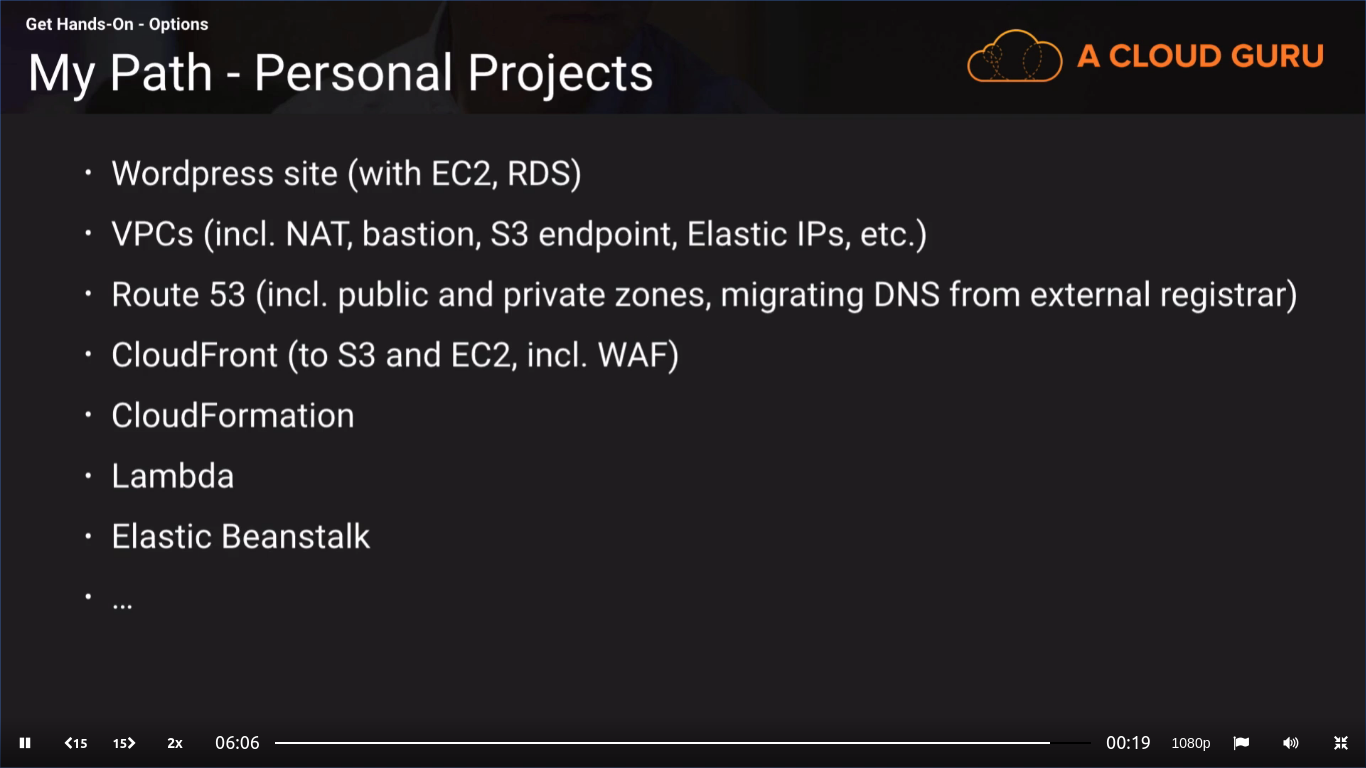 Get Hands-On - Options
My Path - Personal Projects
A CLOUD GURU
· Wordpress site (with EC2, RDS)
· VPCs (incl. NAT, bastion, S3 endpoint, Elastic IPs, etc.)
· Route 53 (incl. public and private zones, migrating DNS from external registrar)
· CloudFront (to S3 and EC2, incl. WAF)
· CloudFormation
· Lambda
· Elastic Beanstalk
· ...
15 15 2x 06:06 00:19 1080p